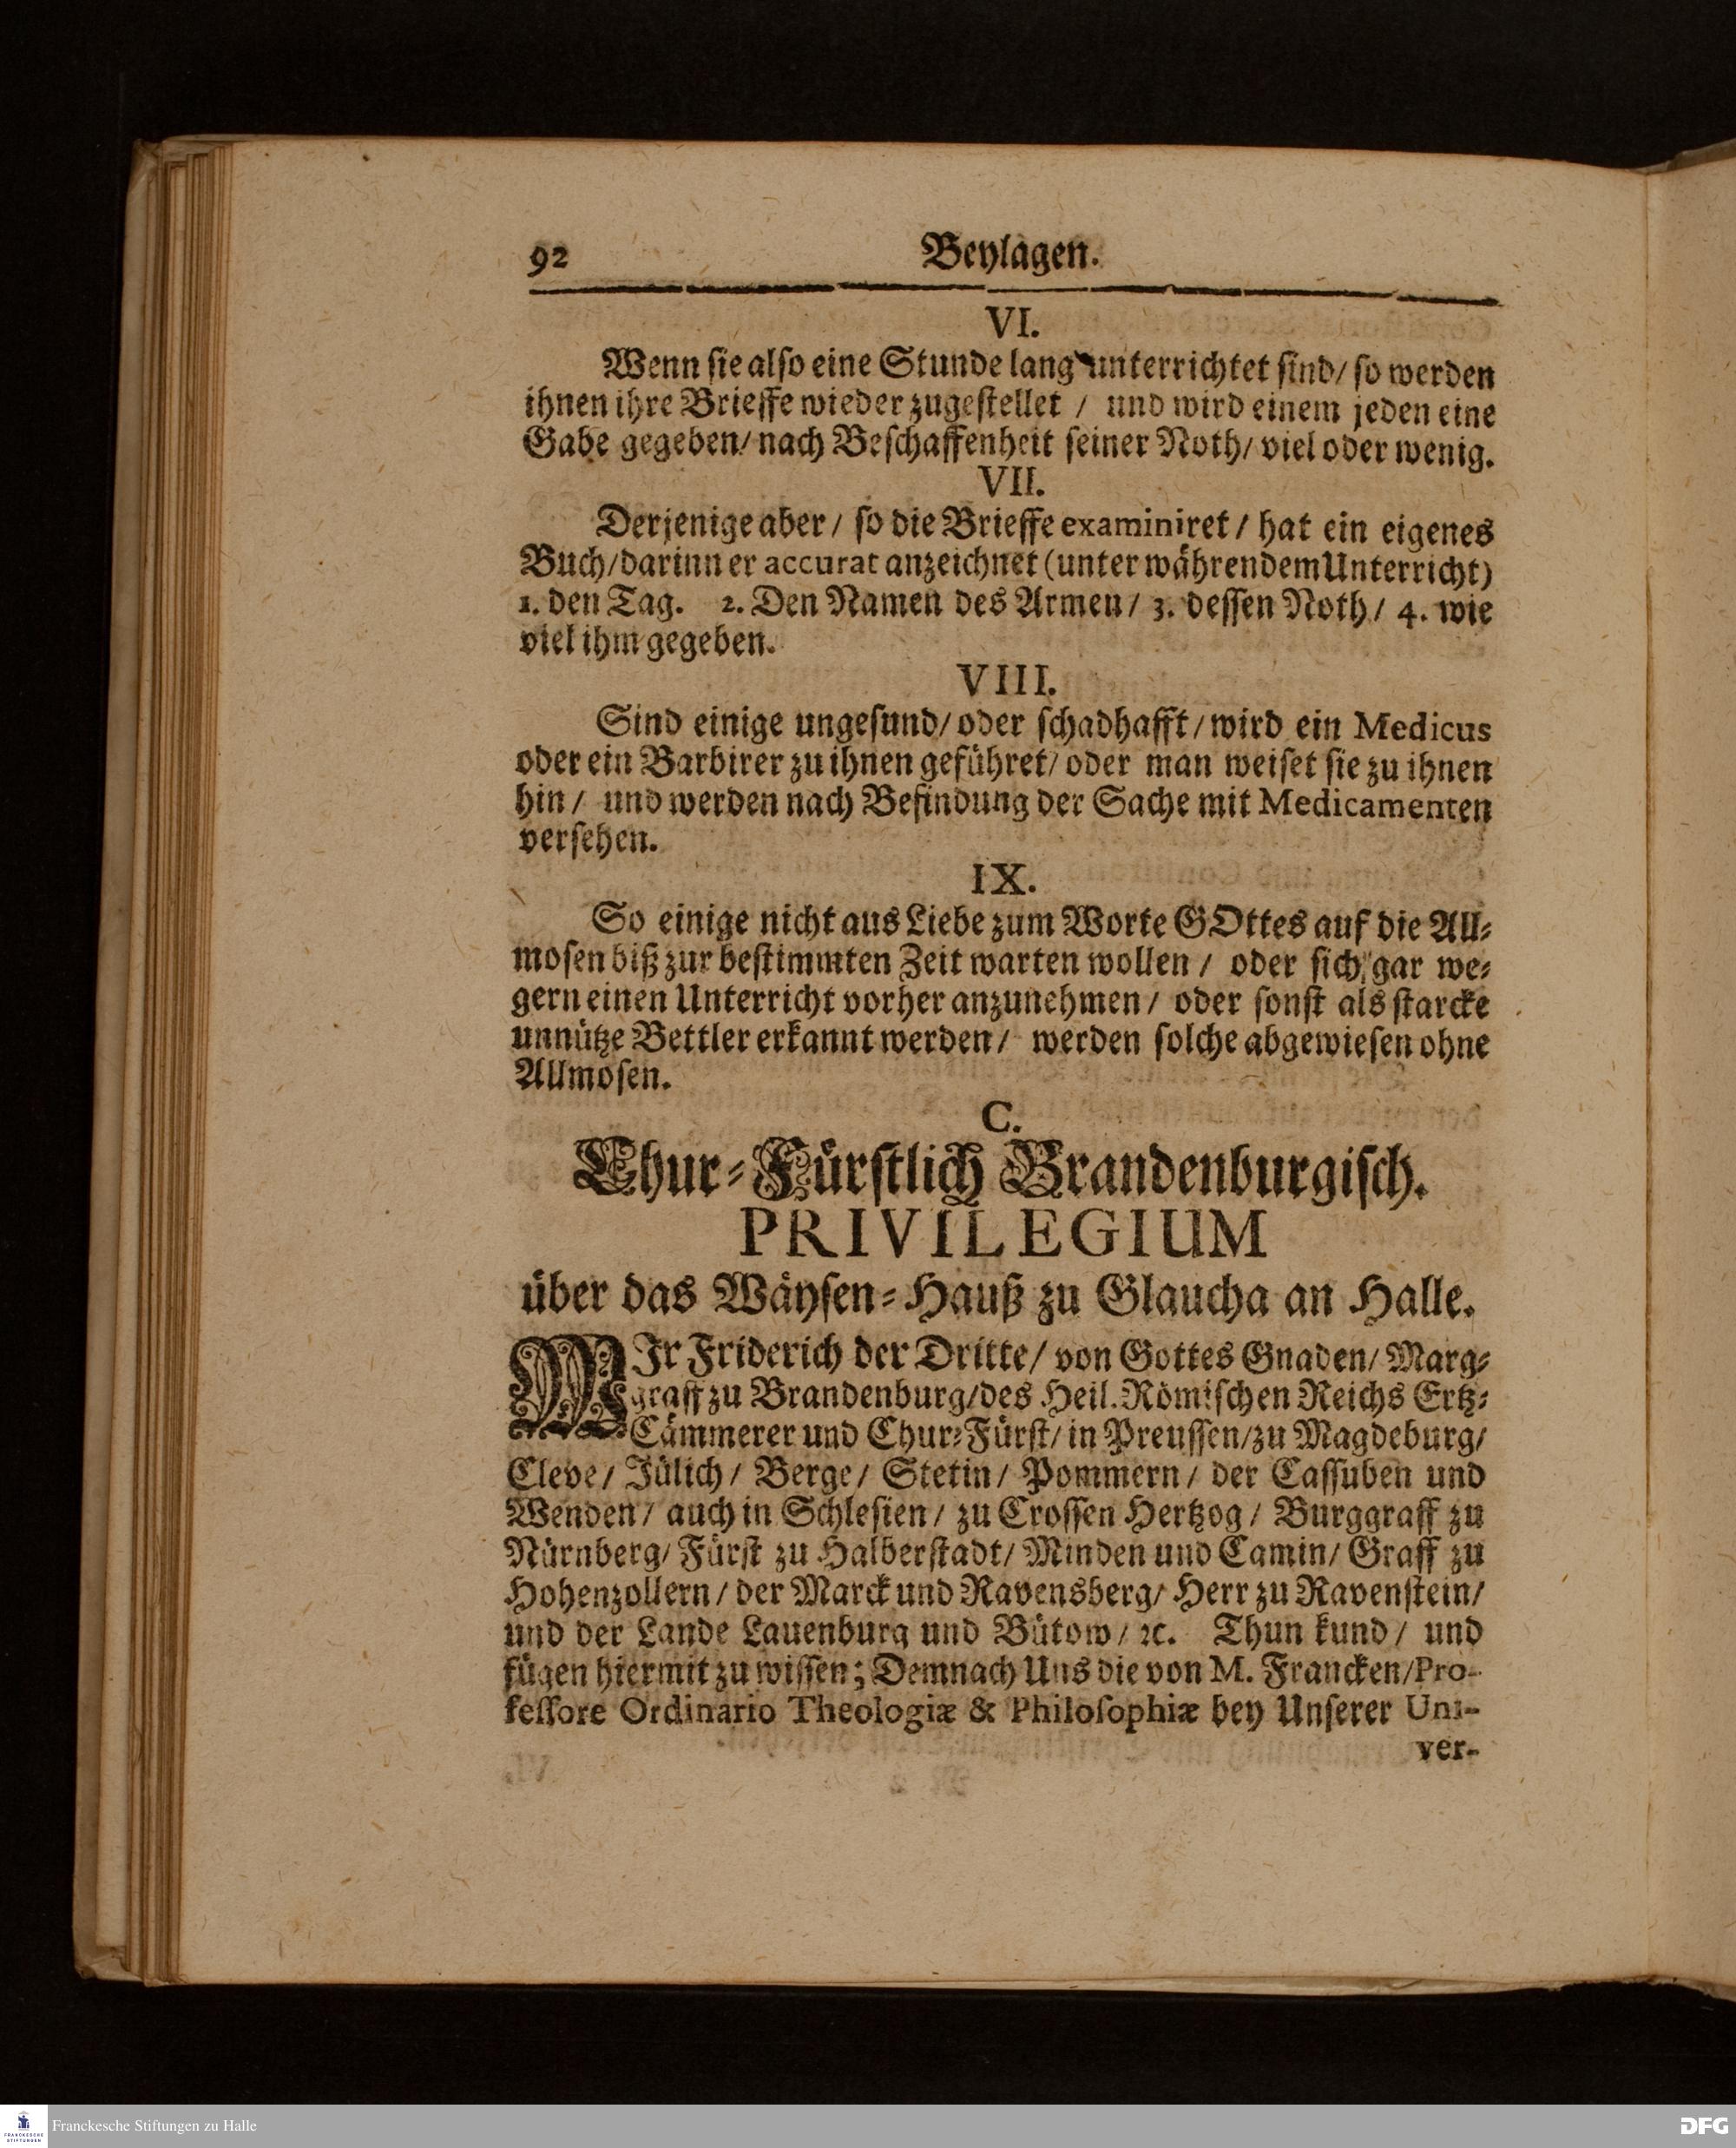 92 Beylagen.
VI.
Wenn sie also eine Stunde lang unterrichtet sind/ so werden
ihnen ihre Brieffe wieder zugestellet / und wird einem jeden eine
Gabe gegeben/ nach Beschaffenheit seiner Noth/ viel oder wenig.
VII.
Derjenige aber/ so die Brieffe examiniret / hat ein eigenes
Buch/darinn er accurat anzeichnet (unter währendem Unterricht)
1. den Tag. 2. Den Namen des Armen/ 3. dessen Noth/ 4. wie
viel ihm gegeben.
VIII.
Sind einige ungesund/ oder schadhafft/ wird ein Medicus
oder ein Barbirer zu ihnen geführet/ oder man weiset sie zu ihnen
hin/ und werden nach Befindung der Sache mit Medicamenten
versehen.
IX.
So einige nicht aus Liebe zum Worte GOttes auf die All-
mosen biß zur bestimmten Zeit warten wollen / oder sich gar we-
gern einen Unterricht vorher anzunehmen/ oder sonst als starcke
unnütze Bettler erkannt werden/ werden solche abgewiesen ohne
Allmosen.
C.
Chur-Fürstlich Brandenburgisch.
PRIVILEGIUM
über das Wäysen-Hauß zu Glaucha an Halle.
WIr Friderich der Dritte/ von Gottes Gnaden/ Marg-
graff zu Brandenburg/des Heil. Römischen Reichs Ertz-
Cämmerer und Chur-Fürst/ in Preussen/zu Magdeburg/
Cleve/ Jülich/ Berge/ Stetin/ Pommern/ der Cassuben und
Wenden/ auch in Schlesien/ zu Crossen Hertzog/ Burggraff zu
Nürnberg/ Fürst zu Halberstadt/ Minden und Camin/ Graff zu
Hohenzollern/ der Marck und Ravensberg/ Herr zu Ravenstein/
und der Lande Lauenburg und Bütow/ ꝛc. Thun kund/ und
fügen hiermit zu wissen; Demnach Uns die von M. Francken/Pro-
fessore Ordinario Theologiæ & Philosophiæ bey Unserer Uni-
ver-
FRANCKESCHE
STIFTUNGEN
Franckesche Stiftungen zu Halle
DFG